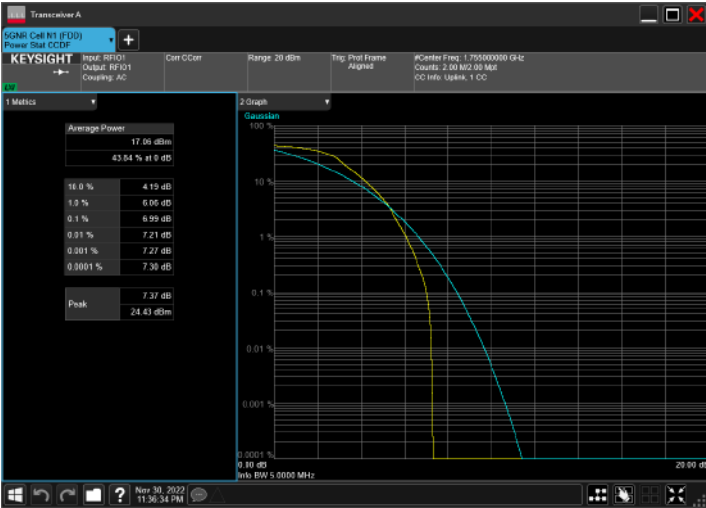 Transceiver A
5GNR Cell N1 (FDD)
Power Stat CCDF
KEYSIGHT
Input: RFIO1
Output: RFIO1
Coupling: AC
Corr CCorr
Range: 20 dBm
Trig: Prot Frame
Aligned
#Center Freq: 1.755000000 GHz
Counts: 2.00 M/2.00 Mpt
CC Info: Uplink, 1 CC
1 Metrics
Average Power
17.06 dBm
43.84 % at 0 dB
10.0 % 4.19 dB
1.0 % 6.06 dB
0.1 % 6.99 dB
0.01 % 7.21 dB
0.001 % 7.27 dB
0.0001 % 7.30 dB
Peak
7.37 dB
24.43 dBm
2 Graph
Gaussian
100 %
10 %
1 %
0.1 %
0.01 %
0.001 %
0.0001 %
0.00 dB
20.00 dB
Info BW 5.0000 MHz
?
Nov 30, 2022
11:36:34 PM